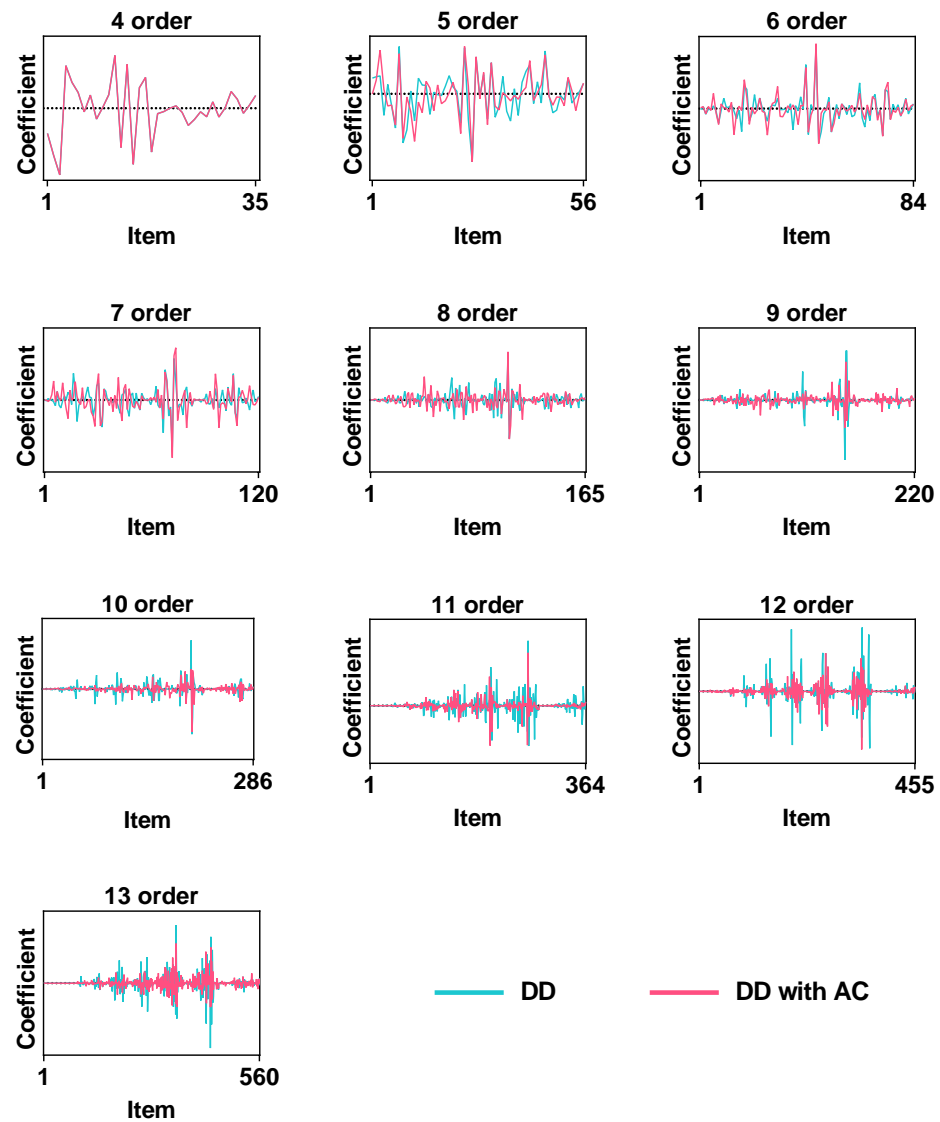 4 order
5 order
6 order
Coefficient
Coefficient
Coefficient
1 35
1 56
1 84
Item
Item
Item
7 order
8 order
9 order
Coefficient
Coefficient
Coefficient
1 120
1 165
1 220
Item
Item
Item
10 order
11 order
12 order
Coefficient
Coefficient
Coefficient
1 286
1 364
1 455
Item
Item
Item
13 order
Coefficient
1 560
Item
DD
DD with AC